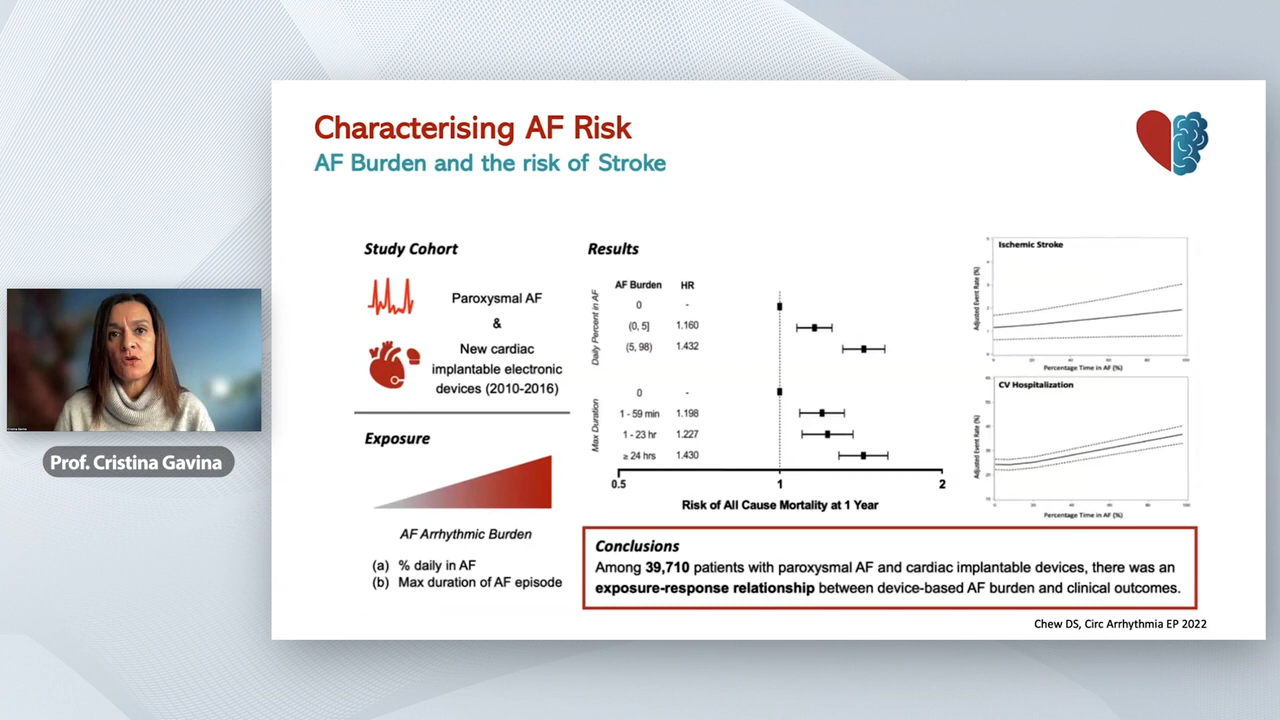 Characterising AF Risk
AF Burden and the risk of Stroke
Study Cohort
Paroxysmal AF
&
New cardiac
implantable electronic
devices (2010-2016)
Exposure
AF Arrhythmic Burden
(a) % daily in AF
(b) Max duration of AF episode
Results
AF Burden HR
Daily Percent in AF
0 -
(0, 5] 1.160
(5, 98) 1.432
Max Duration
0 -
1 - 59 min 1.198
1 - 23 hr 1.227
≥ 24 hrs 1.430
0.5 1 2
Risk of All Cause Mortality at 1 Year
Ischemic Stroke
Adjusted Event Rate (%)
Percentage Time in AF (%)
CV Hospitalization
Adjusted Event Rate (%)
Percentage Time in AF (%)
Conclusions
Among 39,710 patients with paroxysmal AF and cardiac implantable devices, there was an
exposure-response relationship between device-based AF burden and clinical outcomes.
Chew DS, Circ Arrhythmia EP 2022
Prof. Cristina Gavina